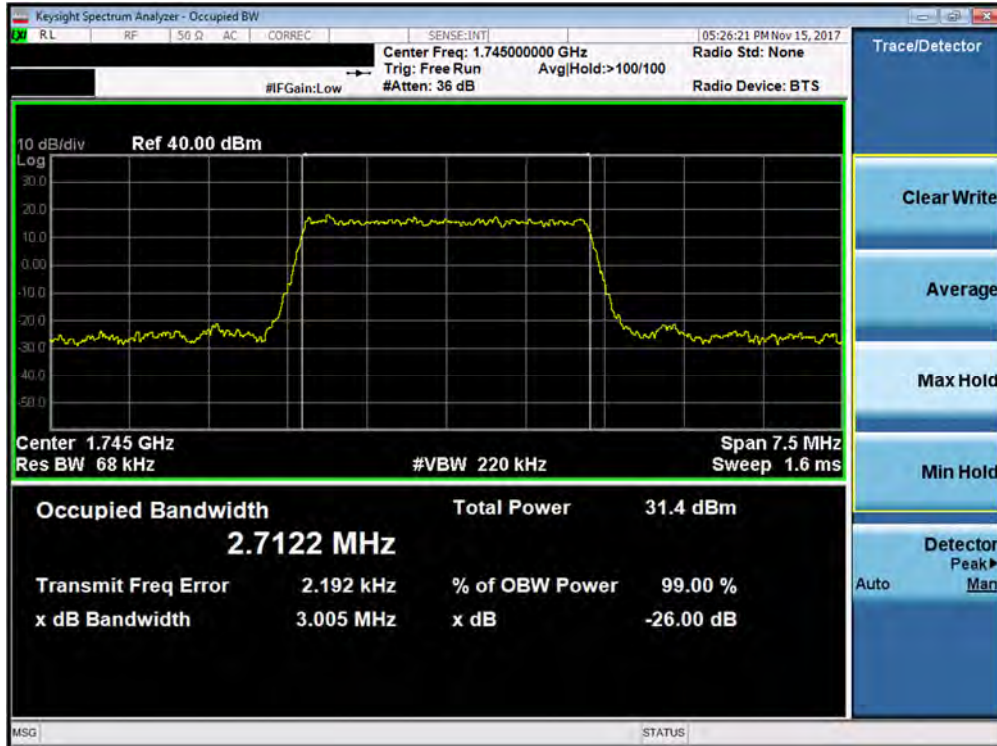 Keysight Spectrum Analyzer - Occupied BW
RL RF 50 Ω AC CORREC SENSE:INT 05:26:21 PM Nov 15, 2017
Center Freq: 1.745000000 GHz Radio Std: None
Trig: Free Run Avg|Hold:>100/100
#IFGain:Low #Atten: 36 dB Radio Device: BTS
10 dB/div Ref 40.00 dBm
Log
30.0
20.0
10.0
0.00
-10.0
-20.0
-30.0
-40.0
-50.0
Center 1.745 GHz Span 7.5 MHz
Res BW 68 kHz #VBW 220 kHz Sweep 1.6 ms
Occupied Bandwidth Total Power 31.4 dBm
2.7122 MHz
Transmit Freq Error 2.192 kHz % of OBW Power 99.00 %
x dB Bandwidth 3.005 MHz x dB -26.00 dB
MSG STATUS
Trace/Detector
Clear Write
Average
Max Hold
Min Hold
Detector
Peak▶
Auto Man